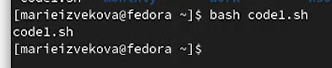 [marieizvekova@fedora ~]$ bash code1.sh
code1.sh
[marieizvekova@fedora ~]$